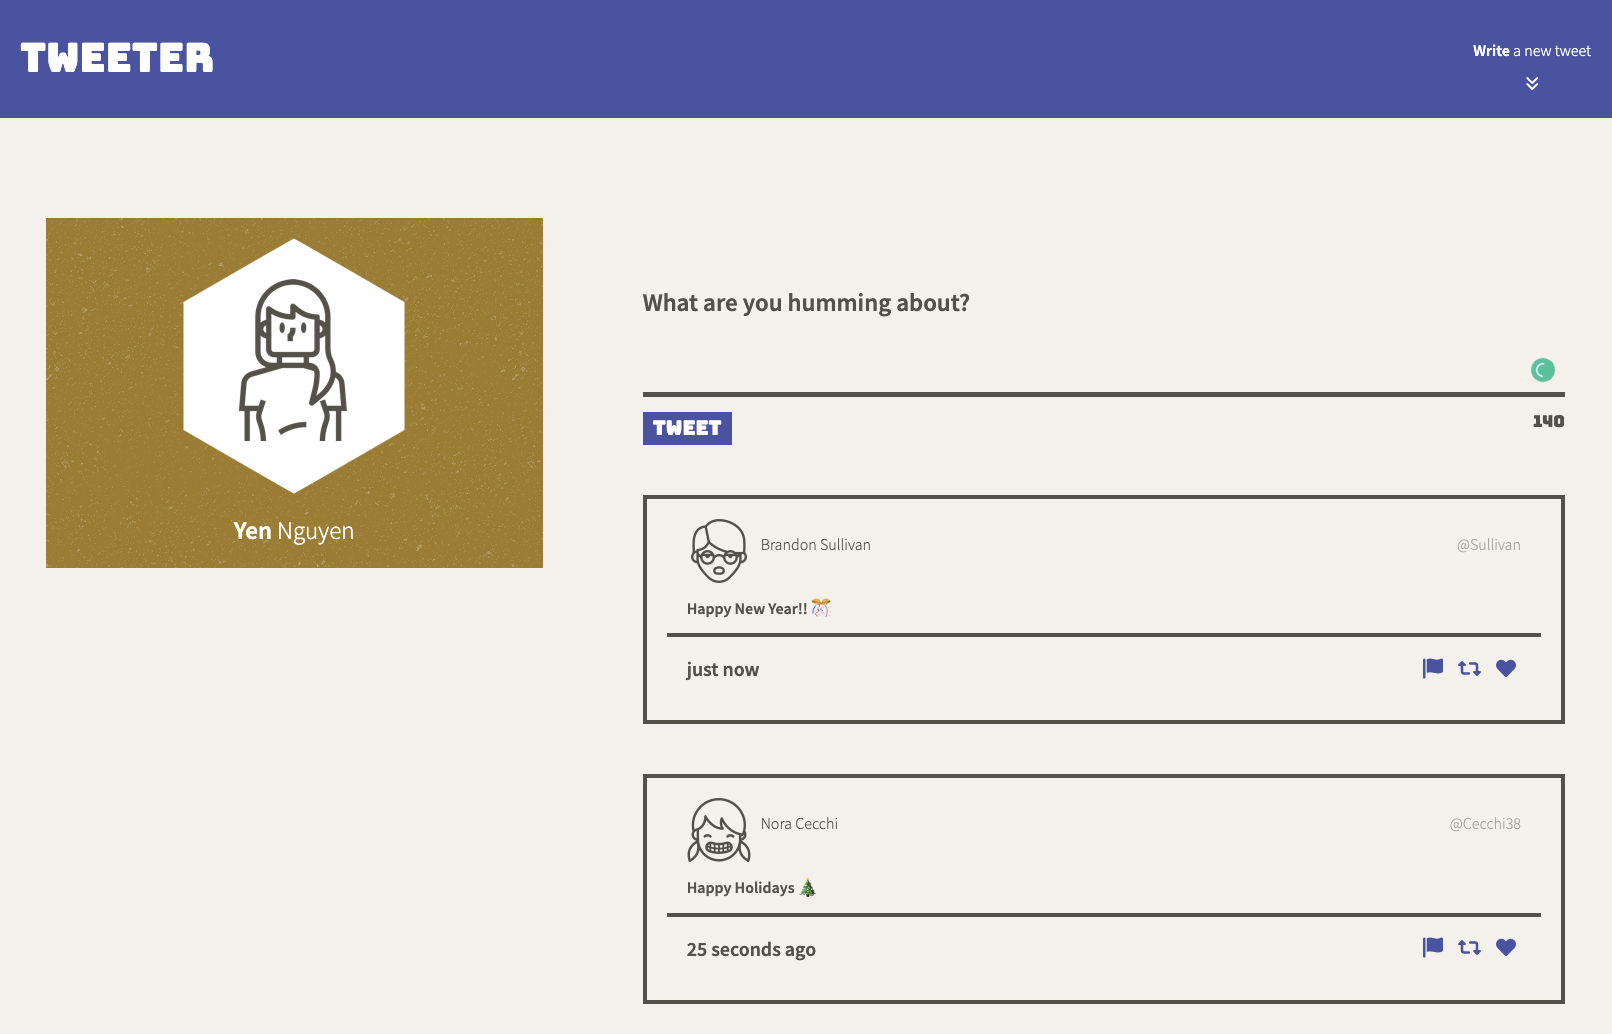 TWEETER
Write a new tweet
Yen Nguyen
What are you humming about?
TWEET
140
Brandon Sullivan
@Sullivan
Happy New Year!! 🎊
just now
Nora Cecchi
@Cecchi38
Happy Holidays 🎄
25 seconds ago